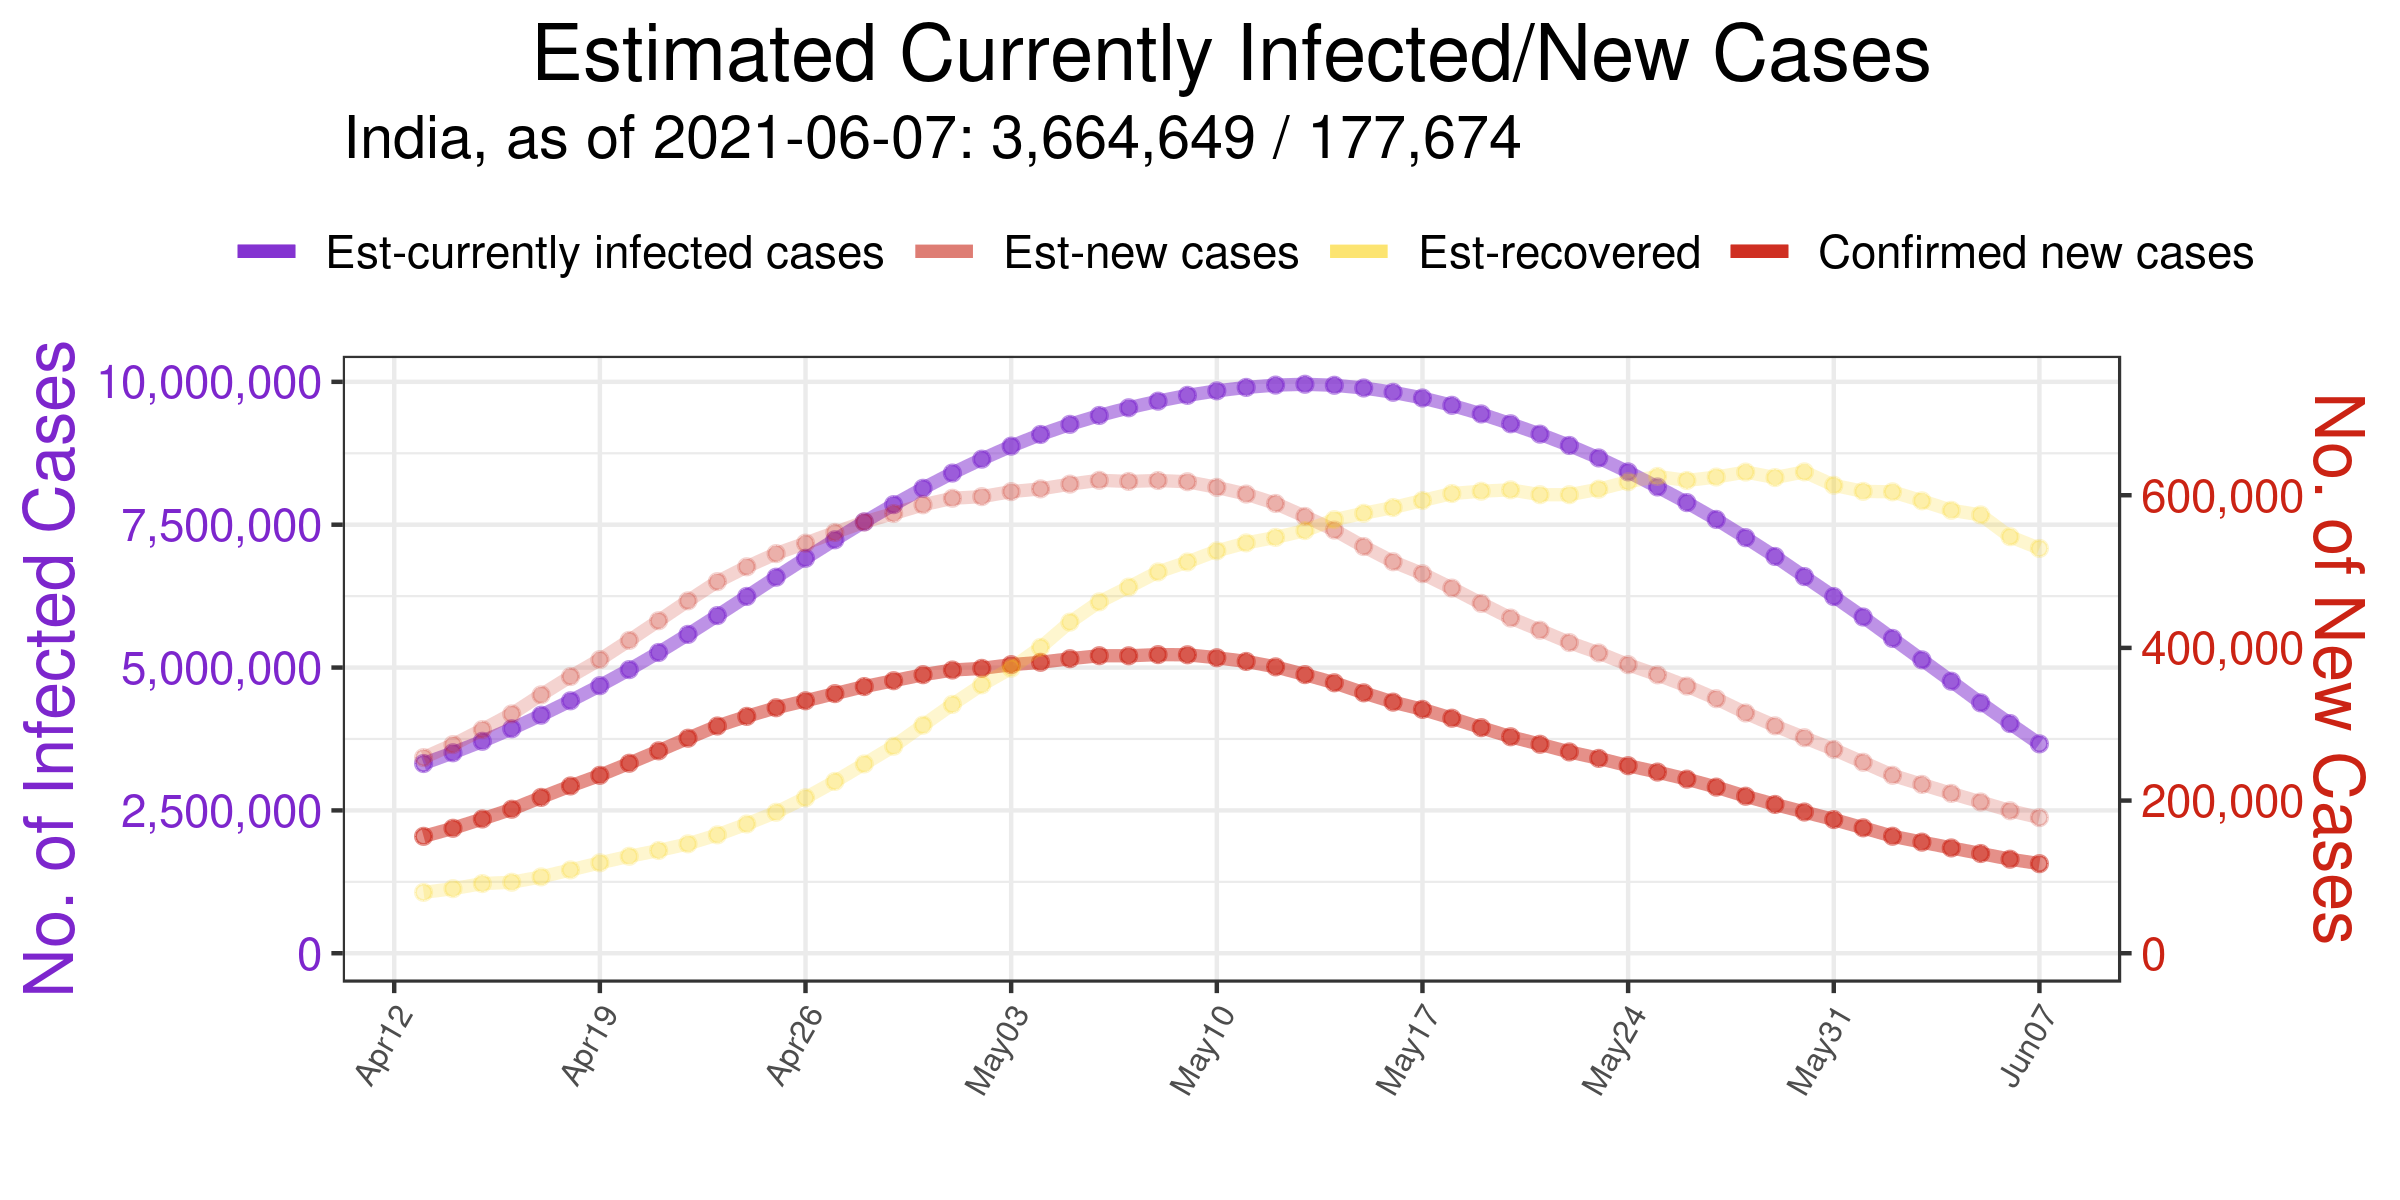 Estimated Currently Infected/New Cases
India, as of 2021-06-07: 3,664,649 / 177,674
Est-currently infected cases Est-new cases Est-recovered Confirmed new cases
No. of Infected Cases
10,000,000
7,500,000
5,000,000
2,500,000
0
600,000
400,000
200,000
0
No. of New Cases
Apr12 Apr19 Apr26 May03 May10 May17 May24 May31 Jun07